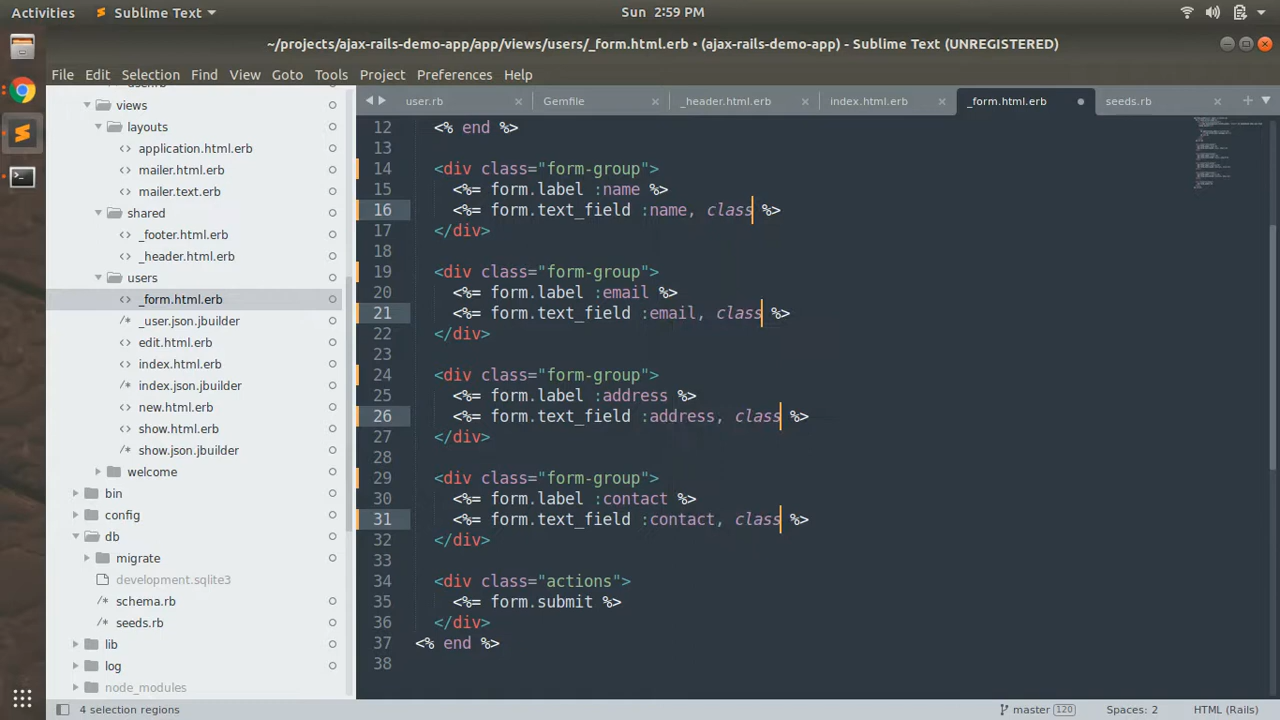 Activities
Sublime Text
Sun 2:59 PM
~/projects/ajax-rails-demo-app/app/views/users/_form.html.erb • (ajax-rails-demo-app) - Sublime Text (UNREGISTERED)
File Edit Selection Find View Goto Tools Project Preferences Help
user.rb
views
layouts
<> application.html.erb
<> mailer.html.erb
<> mailer.text.erb
shared
<> _footer.html.erb
<> _header.html.erb
users
<> _form.html.erb
/* _user.json.jbuilder
<> edit.html.erb
<> index.html.erb
/* index.json.jbuilder
<> new.html.erb
<> show.html.erb
/* show.json.jbuilder
welcome
bin
config
db
migrate
development.sqlite3
/* schema.rb
/* seeds.rb
lib
log
node_modules
user.rb × Gemfile × _header.html.erb × index.html.erb × _form.html.erb • seeds.rb ×
12 <% end %>
13
14 <div class="form-group">
15 <%= form.label :name %>
16 <%= form.text_field :name, class %>
17 </div>
18
19 <div class="form-group">
20 <%= form.label :email %>
21 <%= form.text_field :email, class %>
22 </div>
23
24 <div class="form-group">
25 <%= form.label :address %>
26 <%= form.text_field :address, class %>
27 </div>
28
29 <div class="form-group">
30 <%= form.label :contact %>
31 <%= form.text_field :contact, class %>
32 </div>
33
34 <div class="actions">
35 <%= form.submit %>
36 </div>
37 <% end %>
38
4 selection regions
master 120
Spaces: 2
HTML (Rails)